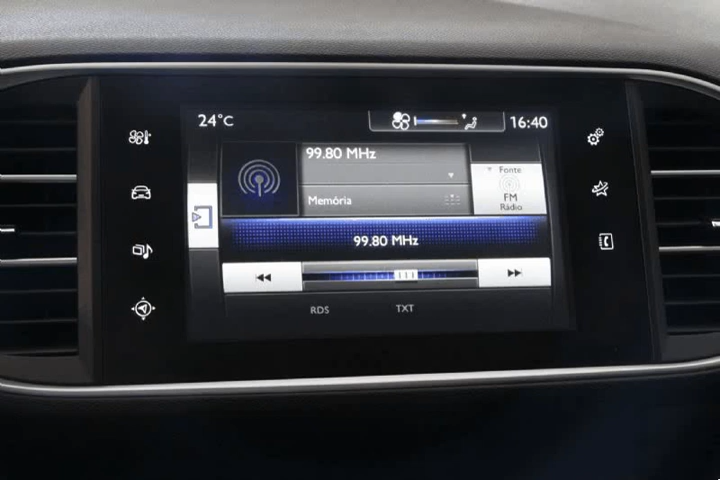 24°C
16:40
99.80 MHz
Fonte
FM
Rádio
Memória
99.80 MHz
RDS
TXT